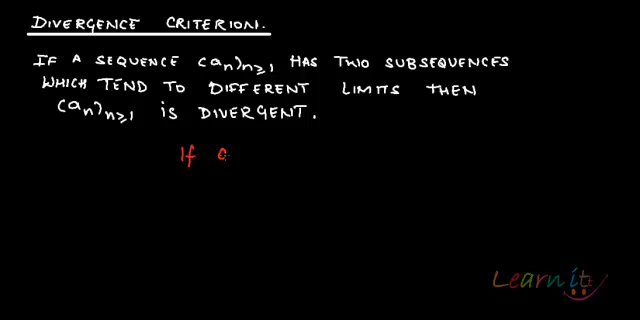 DIVERGENCE CRITERION.
IF A SEQUENCE (an)n≥1 HAS TWO SUBSEQUENCES
WHICH TEND TO DIFFERENT LIMITS THEN
(an)n≥1 IS DIVERGENT.
If
Learnit